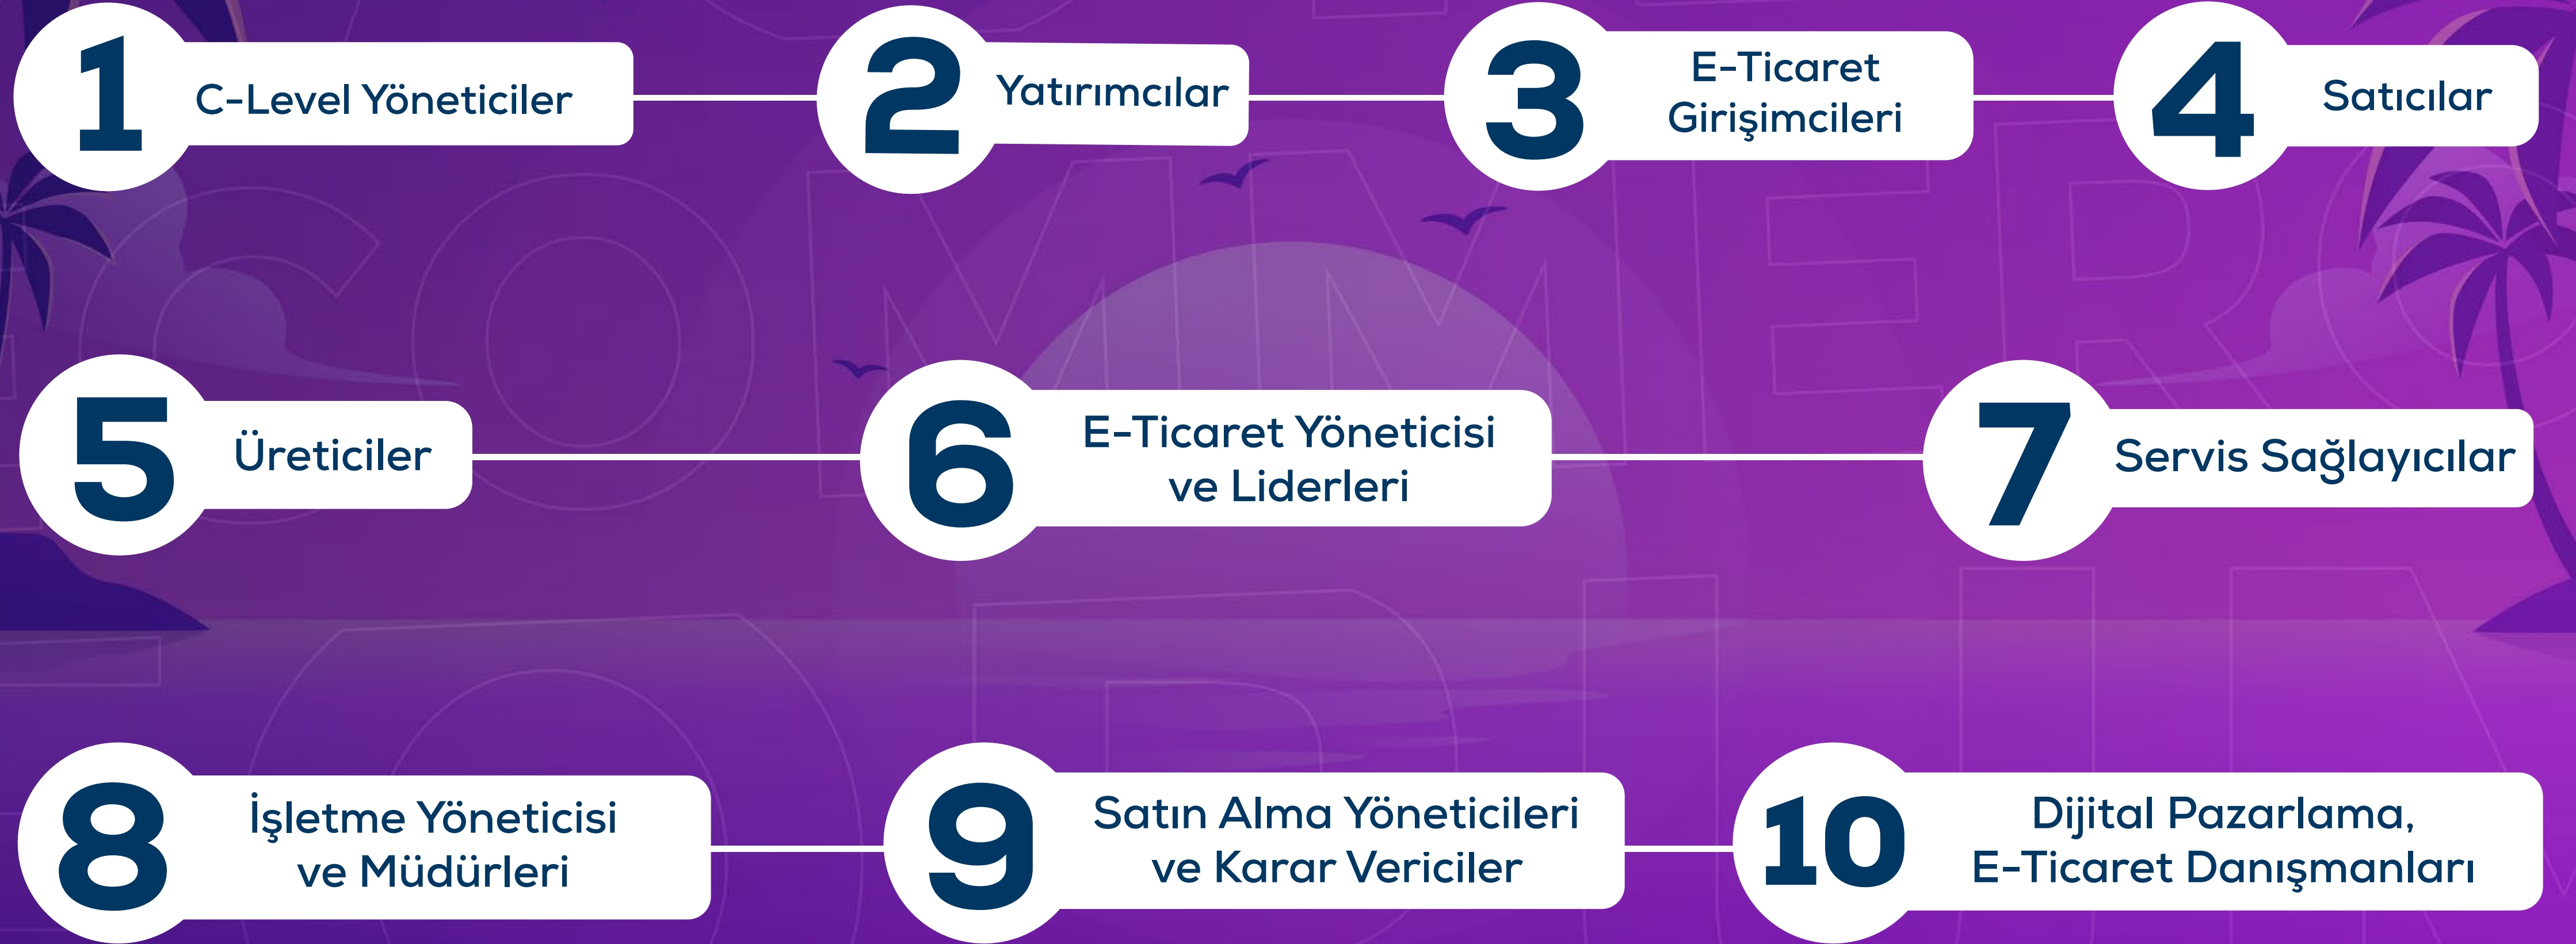 1
C-Level Yöneticiler
2
Yatırımcılar
3
E-Ticaret
Girişimcileri
4
Satıcılar
5
Üreticiler
6
E-Ticaret Yöneticisi
ve Liderleri
7
Servis Sağlayıcılar
8
İşletme Yöneticisi
ve Müdürleri
9
Satın Alma Yöneticileri
ve Karar Vericiler
10
Dijital Pazarlama,
E-Ticaret Danışmanları